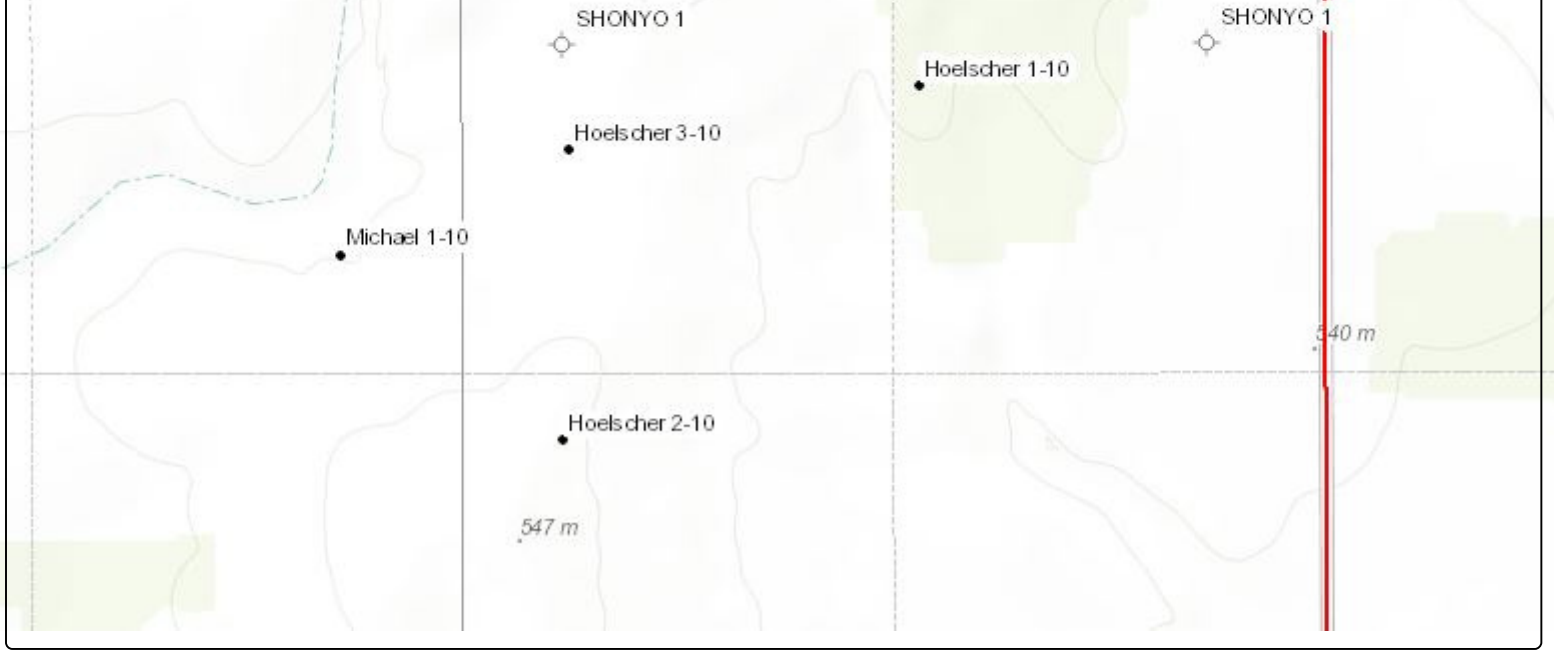 SHONYO 1
SHONYO 1
Hoelscher 1-10
Hoelscher 3-10
Michael 1-10
540 m
Hoelscher 2-10
547 m